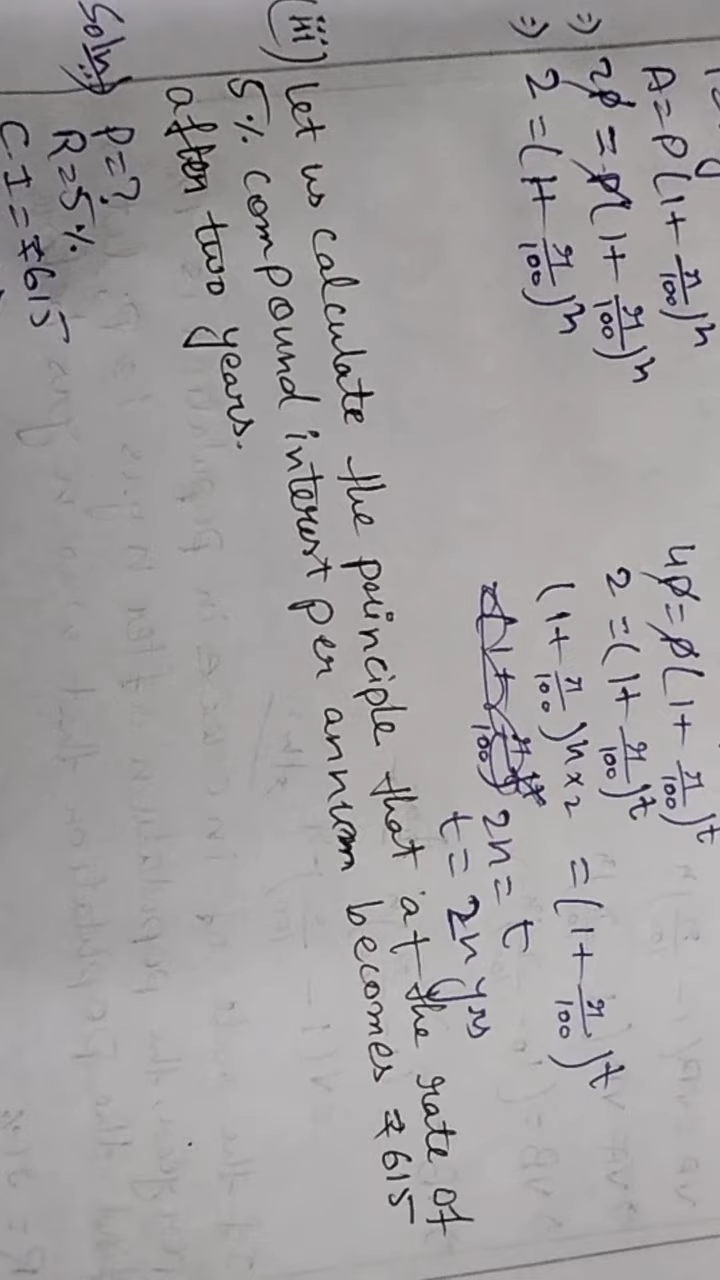 A = P(1 + r/100)^n
⇒ 2P = P(1 + r/100)^n
⇒ 2 = (1 + r/100)^n
4P = P(1 + r/100)^t
2 = (1 + r/100)^t
(1 + r/100)^n×2 = (1 + r/100)^t
2n = t
t = 2n yrs
(iii) Let us calculate the principle that at the rate of
5% compound interest per annum becomes ₹615
after two years.
Soln P = ?
R = 5%
C.I = ₹615